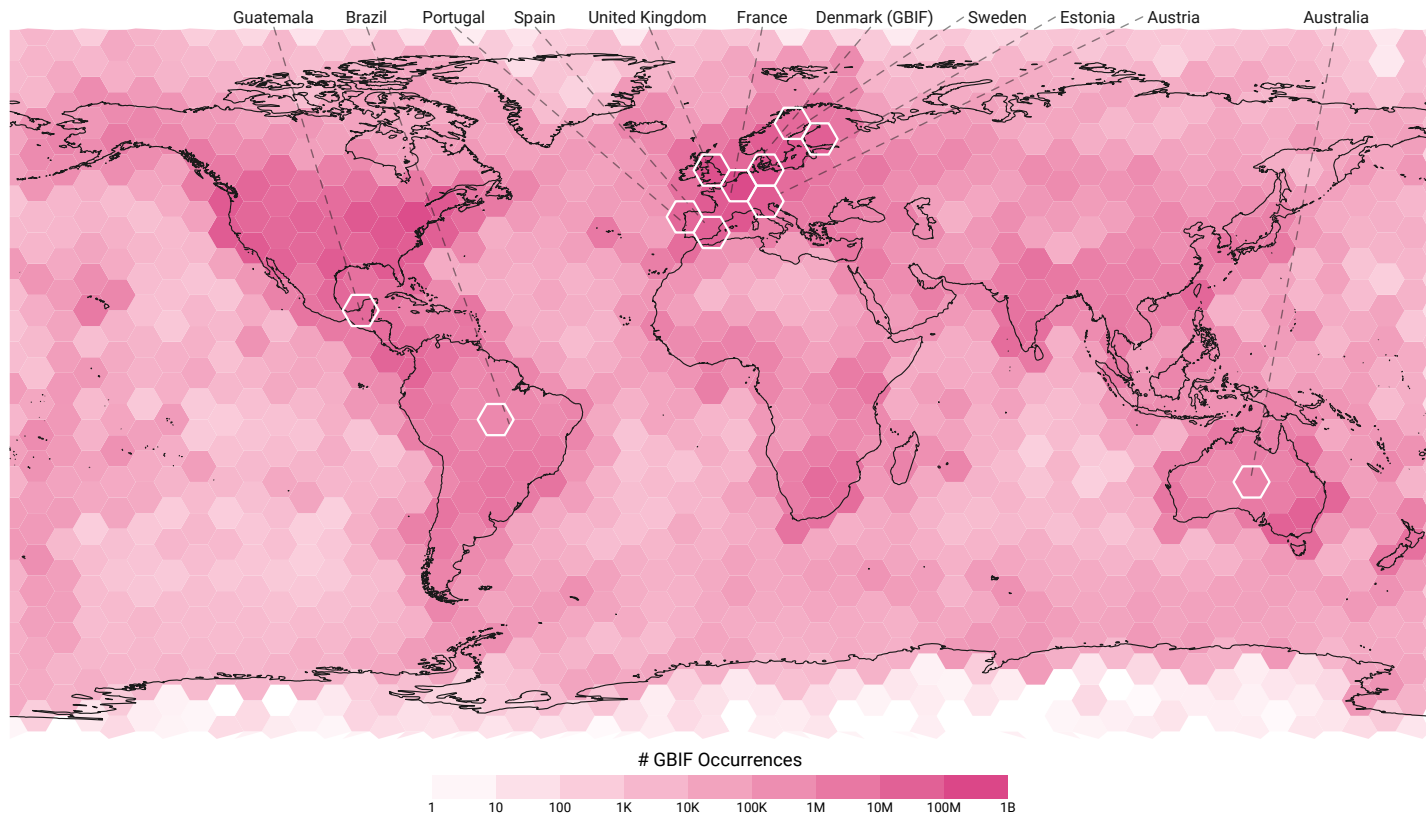 Guatemala Brazil Portugal Spain United Kingdom France Denmark (GBIF) Sweden Estonia Austria Australia
# GBIF Occurrences
1 10 100 1K 10K 100K 1M 10M 100M 1B